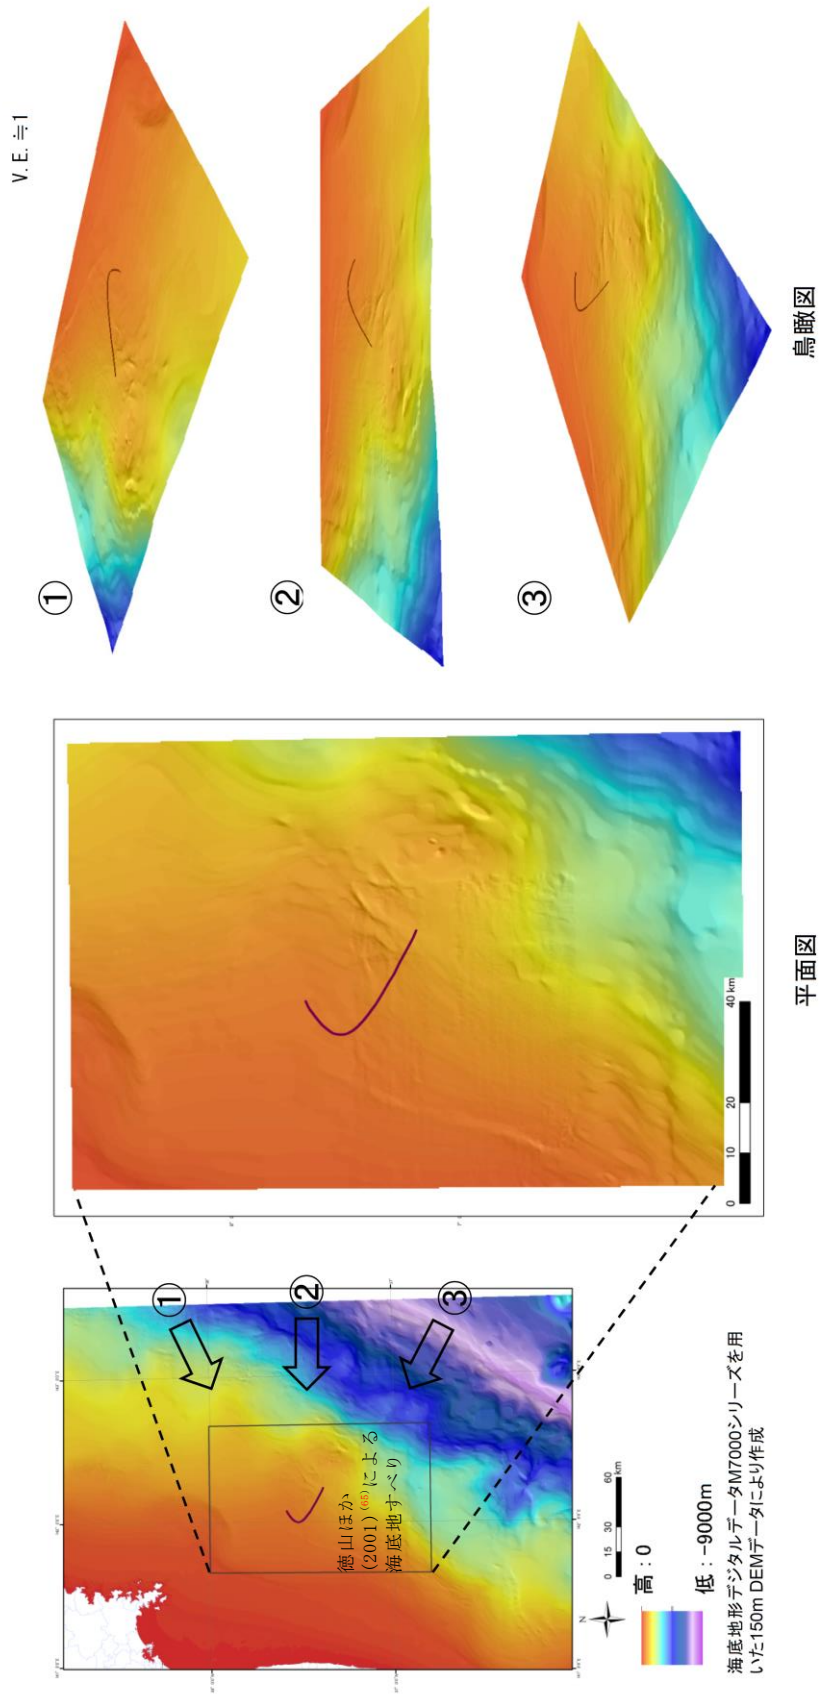 V. E. ≒1
①
②
③
鳥瞰図
0 10 20 40 km
平面図
①
②
③
徳山ほか
(2001)⁽⁶⁵⁾による
海底地すべり
N
0 15 30 60 km
高 : 0
低 : -9000m
海底地形デジタルデータM7000シリーズを用
いた150m DEMデータにより作成